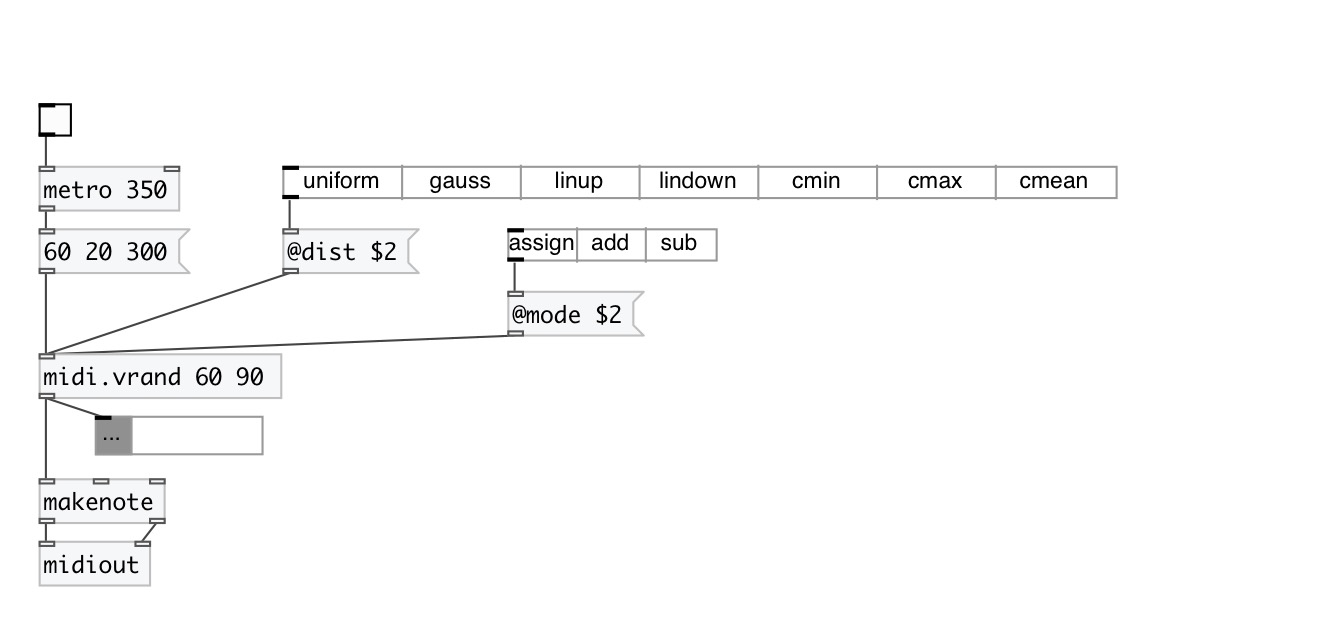 metro 350
uniform gauss linup lindown cmin cmax cmean
60 20 300
@dist $2
assign add sub
@mode $2
midi.vrand 60 90
...
makenote
midiout